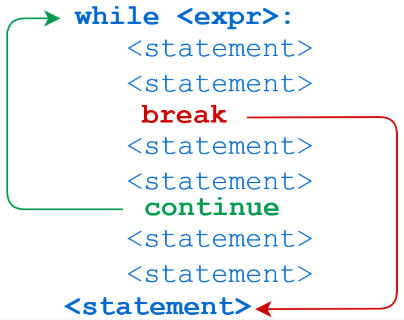 while <expr>:
<statement>
<statement>
break
<statement>
<statement>
continue
<statement>
<statement>
<statement>